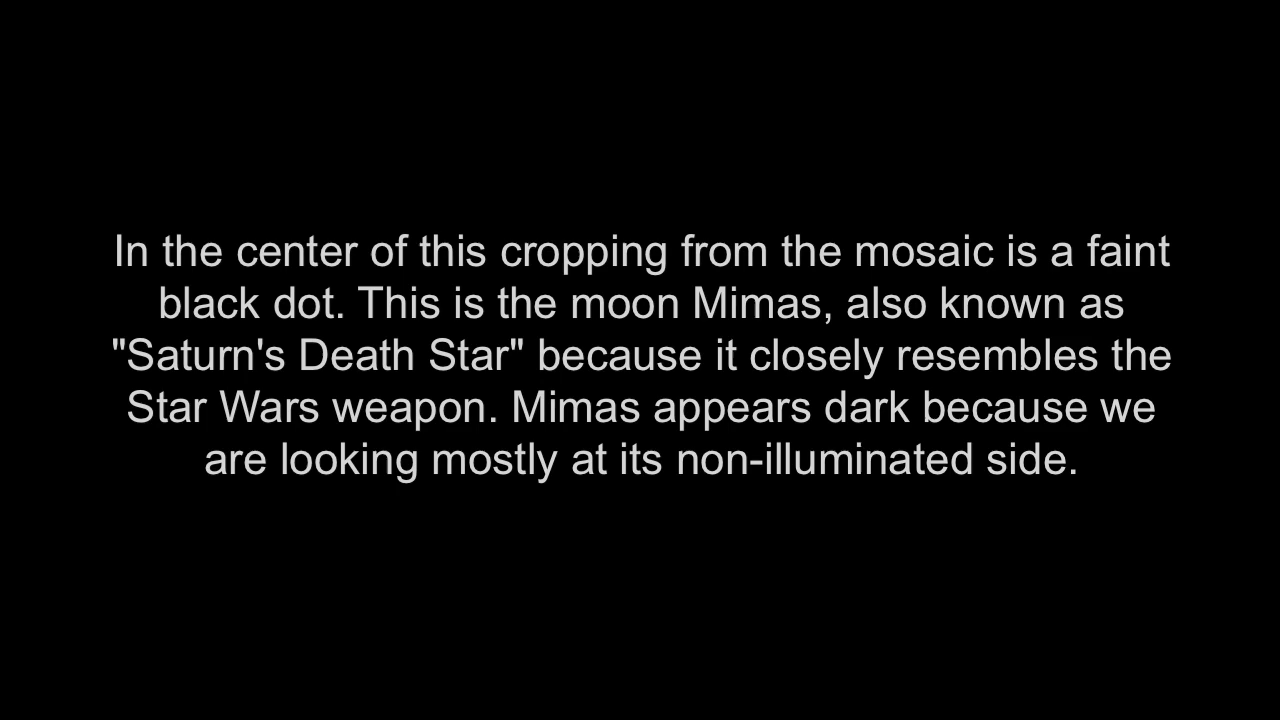 In the center of this cropping from the mosaic is a faint
black dot. This is the moon Mimas, also known as
"Saturn's Death Star" because it closely resembles the
Star Wars weapon. Mimas appears dark because we
are looking mostly at its non-illuminated side.